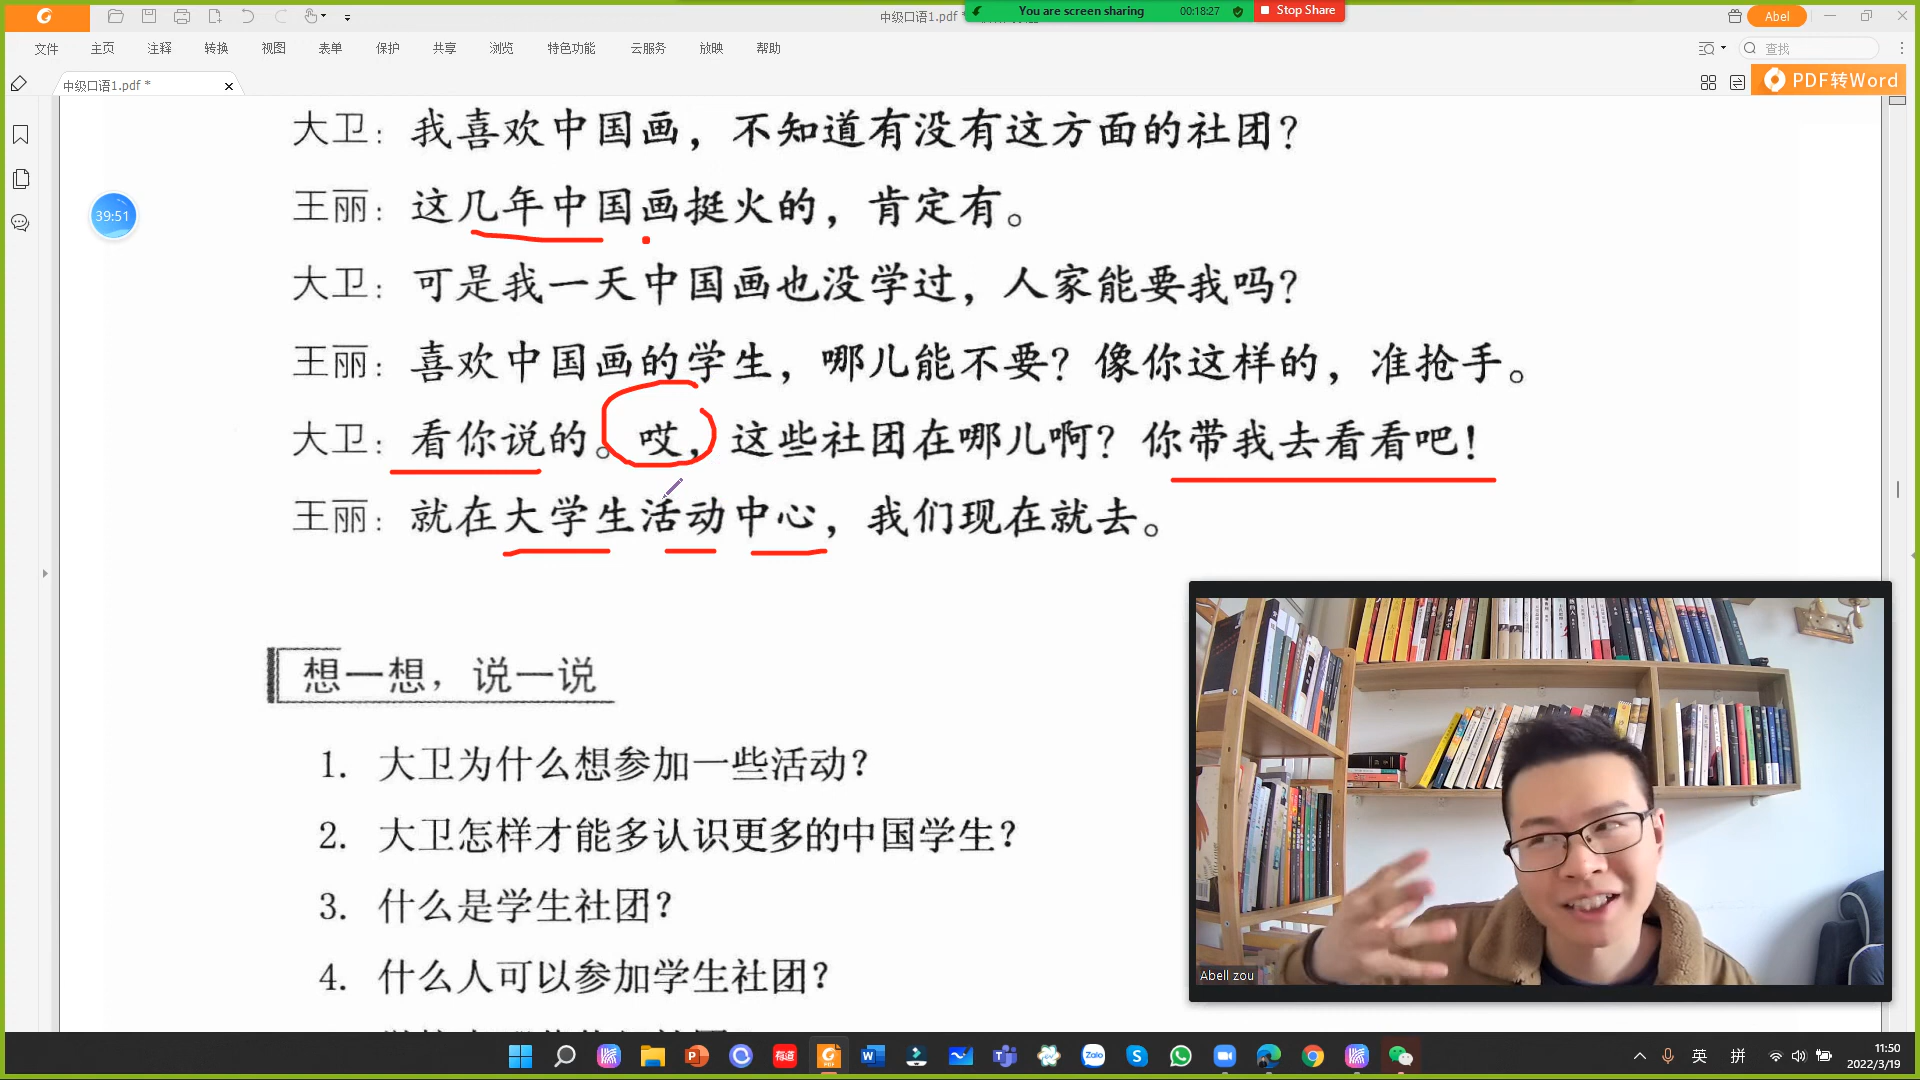 中级口语1.pdf *
You are screen sharing 00:18:27 Stop Share
Abel
文件 主页 注释 转换 视图 表单 保护 共享 浏览 特色功能 云服务 放映 帮助
查找
中级口语1.pdf *
PDF转Word
大卫：我喜欢中国画，不知道有没有这方面的社团？
39:51
王丽：这几年中国画挺火的，肯定有。
大卫：可是我一天中国画也没学过，人家能要我吗？
王丽：喜欢中国画的学生，哪儿能不要？像你这样的，准抢手。
大卫：看你说的。哎，这些社团在哪儿啊？你带我去看看吧！
王丽：就在大学生活动中心，我们现在就去。
想一想，说一说
1. 大卫为什么想参加一些活动？
2. 大卫怎样才能多认识更多的中国学生？
3. 什么是学生社团？
4. 什么人可以参加学生社团？
Abell zou
有道
Zalo
英 拼
11:50
2022/3/19